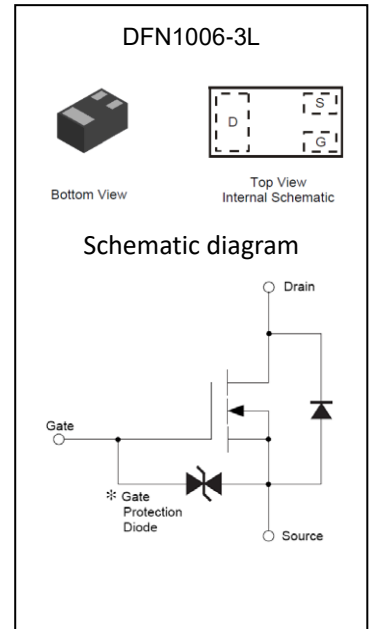 DFN1006-3L
D
S
G
Bottom View
Top View
Internal Schematic
Schematic diagram
Drain
Gate
* Gate
Protection
Diode
Source